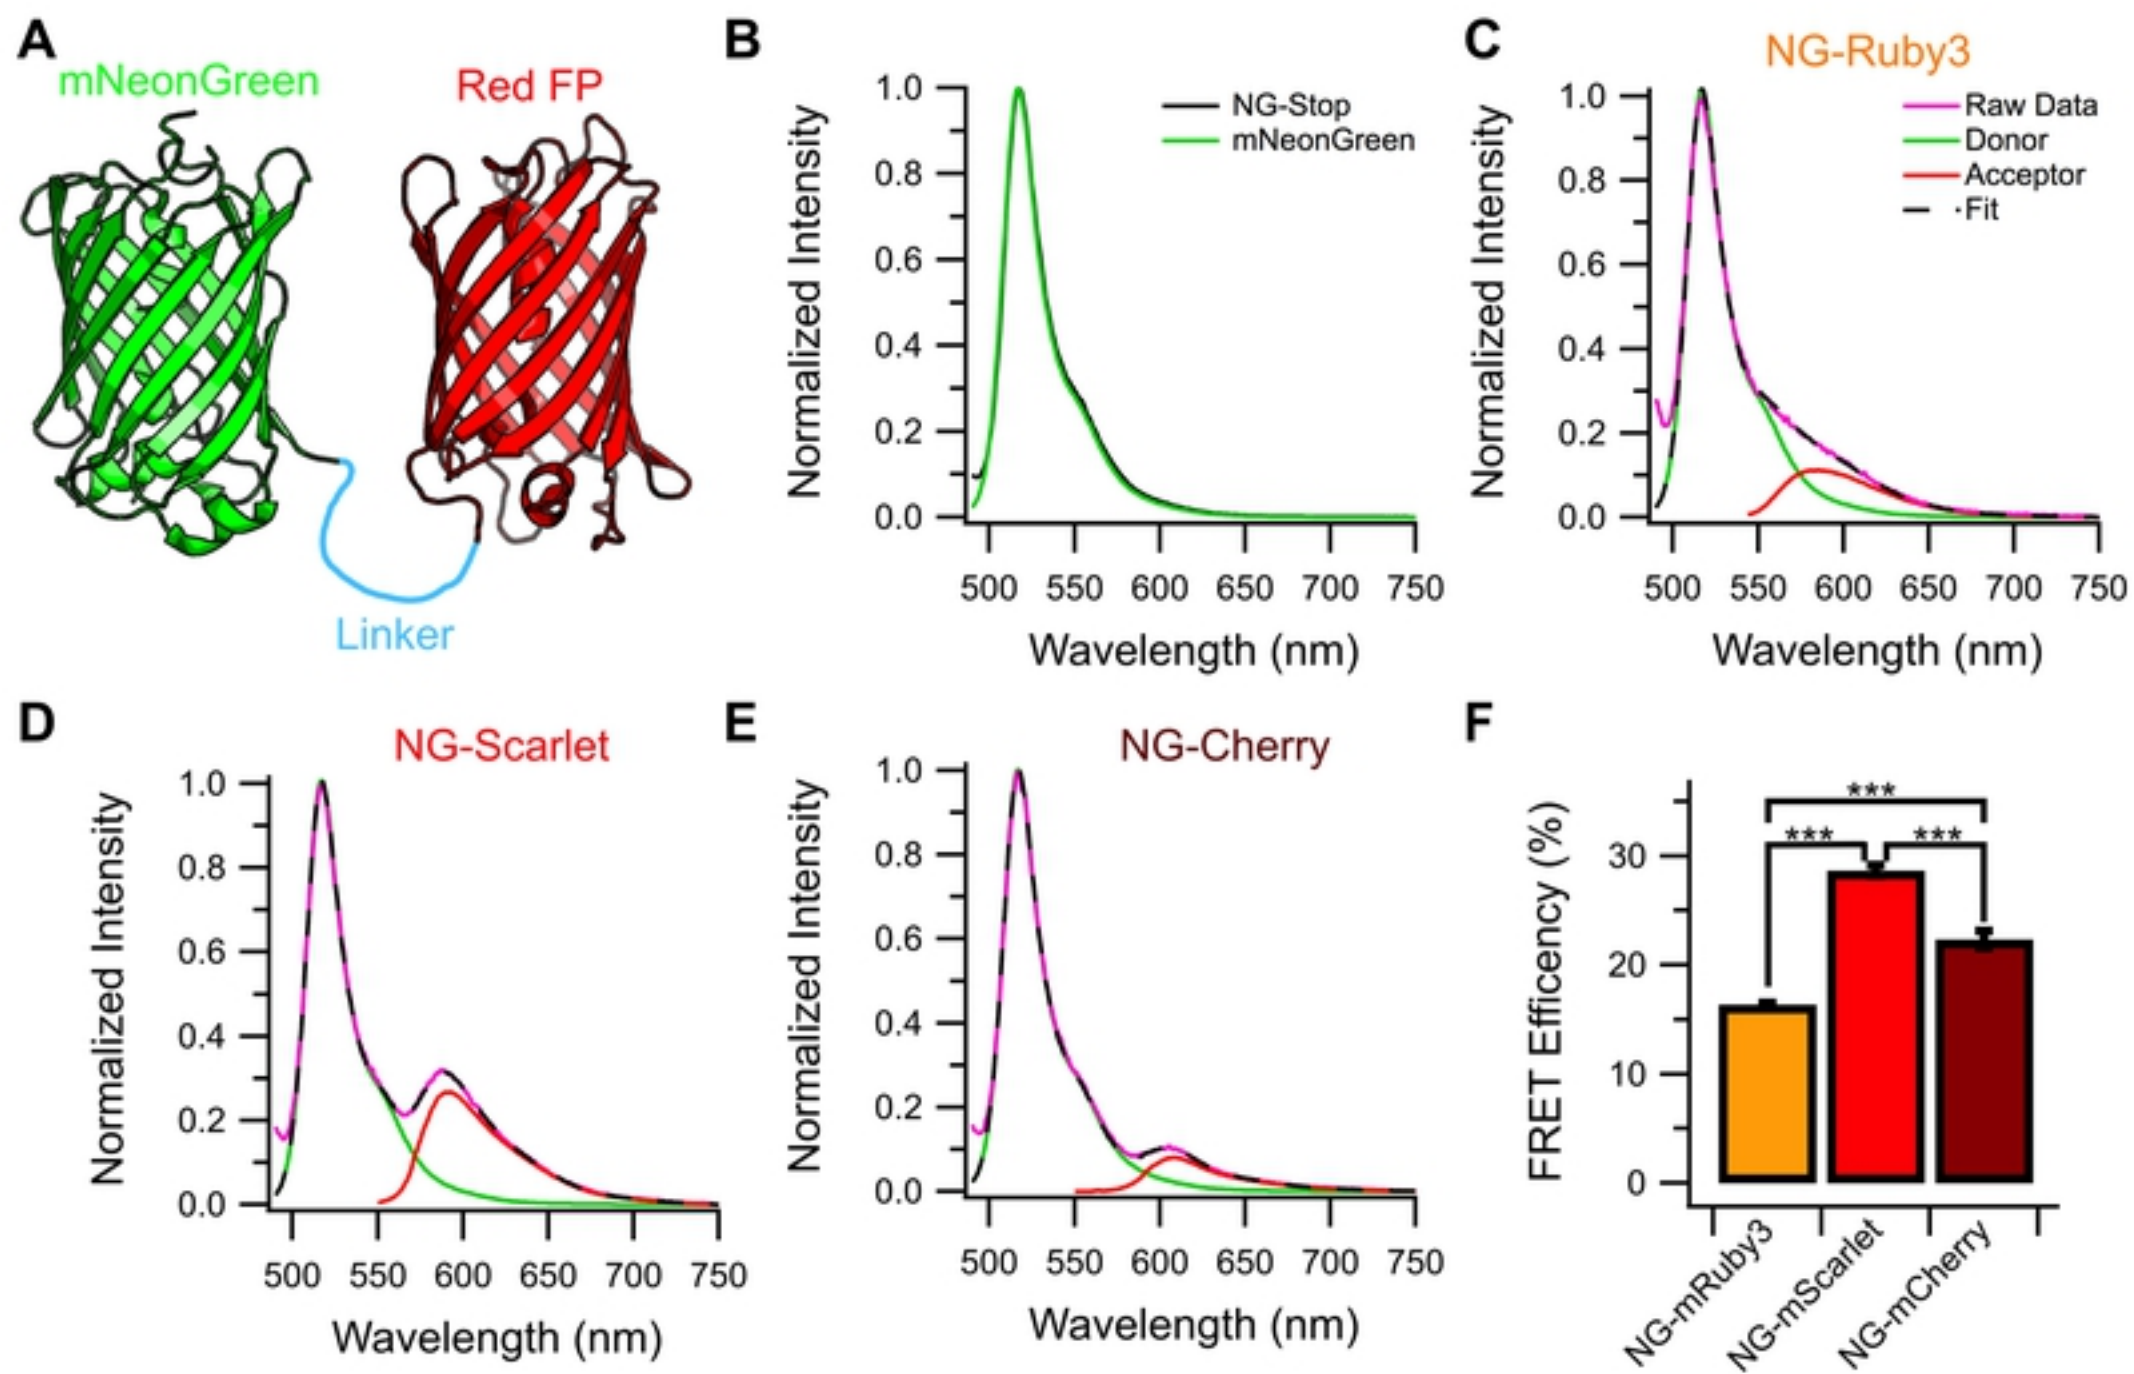 A
mNeonGreen
Red FP
Linker
B
Normalized Intensity
1.0
0.8
0.6
0.4
0.2
0.0
NG-Stop
mNeonGreen
500 550 600 650 700 750
Wavelength (nm)
C
NG-Ruby3
Normalized Intensity
1.0
0.8
0.6
0.4
0.2
0.0
Raw Data
Donor
Acceptor
Fit
500 550 600 650 700 750
Wavelength (nm)
D
NG-Scarlet
Normalized Intensity
1.0
0.8
0.6
0.4
0.2
0.0
500 550 600 650 700 750
Wavelength (nm)
E
NG-Cherry
Normalized Intensity
1.0
0.8
0.6
0.4
0.2
0.0
500 550 600 650 700 750
Wavelength (nm)
F
FRET Efficency (%)
30
20
10
0
***
*** ***
NG-mRuby3
NG-mScarlet
NG-mCherry